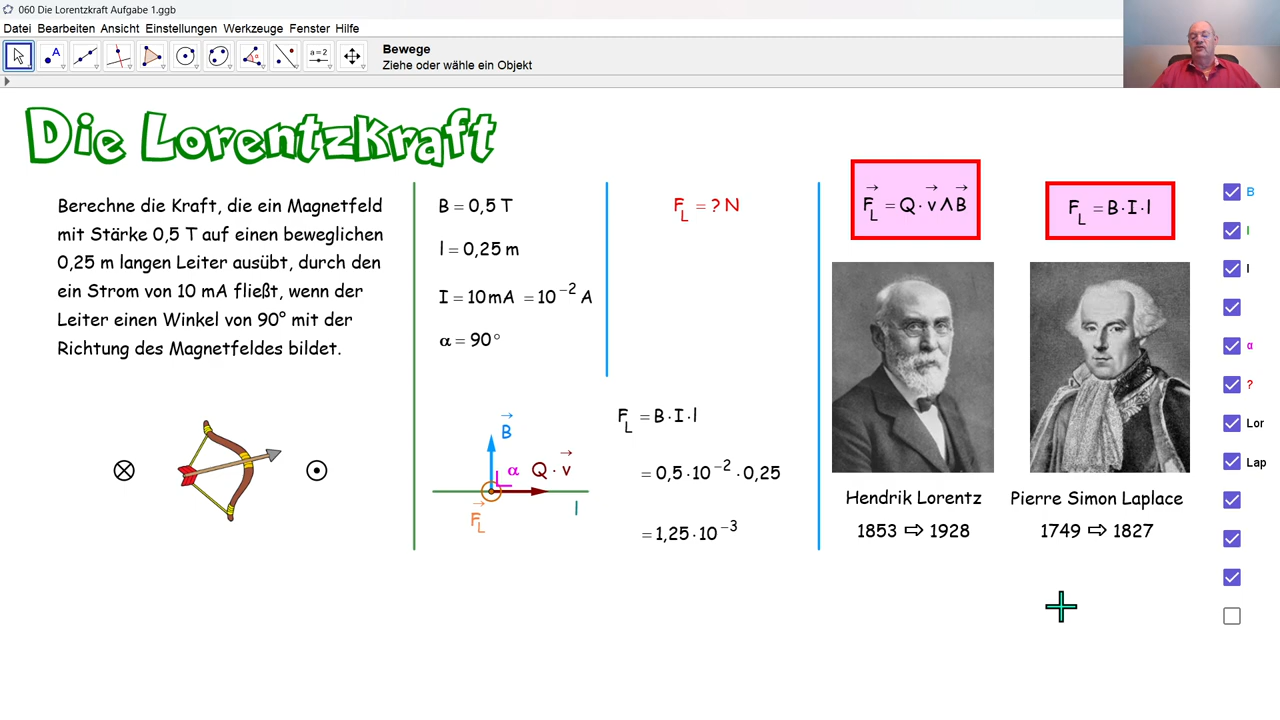 060 Die Lorentzkraft Aufgabe 1.ggb
Datei Bearbeiten Ansicht Einstellungen Werkzeuge Fenster Hilfe
A
a=2
Bewege
Ziehe oder wähle ein Objekt
Die Lorentzkraft
Berechne die Kraft, die ein Magnetfeld
mit Stärke 0,5 T auf einen beweglichen
0,25 m langen Leiter ausübt, durch den
ein Strom von 10 mA fließt, wenn der
Leiter einen Winkel von 90° mit der
Richtung des Magnetfeldes bildet.
B = 0,5 T
l = 0,25 m
I = 10 mA = 10⁻² A
α = 90°
F_L = ? N
B⃗
α Q · v⃗
F⃗_L
l
F_L = B · I · l
= 0,5 · 10⁻² · 0,25
= 1,25 · 10⁻³
F⃗_L = Q · v⃗ ∧ B⃗
F_L = B · I · l
Hendrik Lorentz
1853 ⇨ 1928
Pierre Simon Laplace
1749 ⇨ 1827
B
l
I
α
?
Lor
Lap